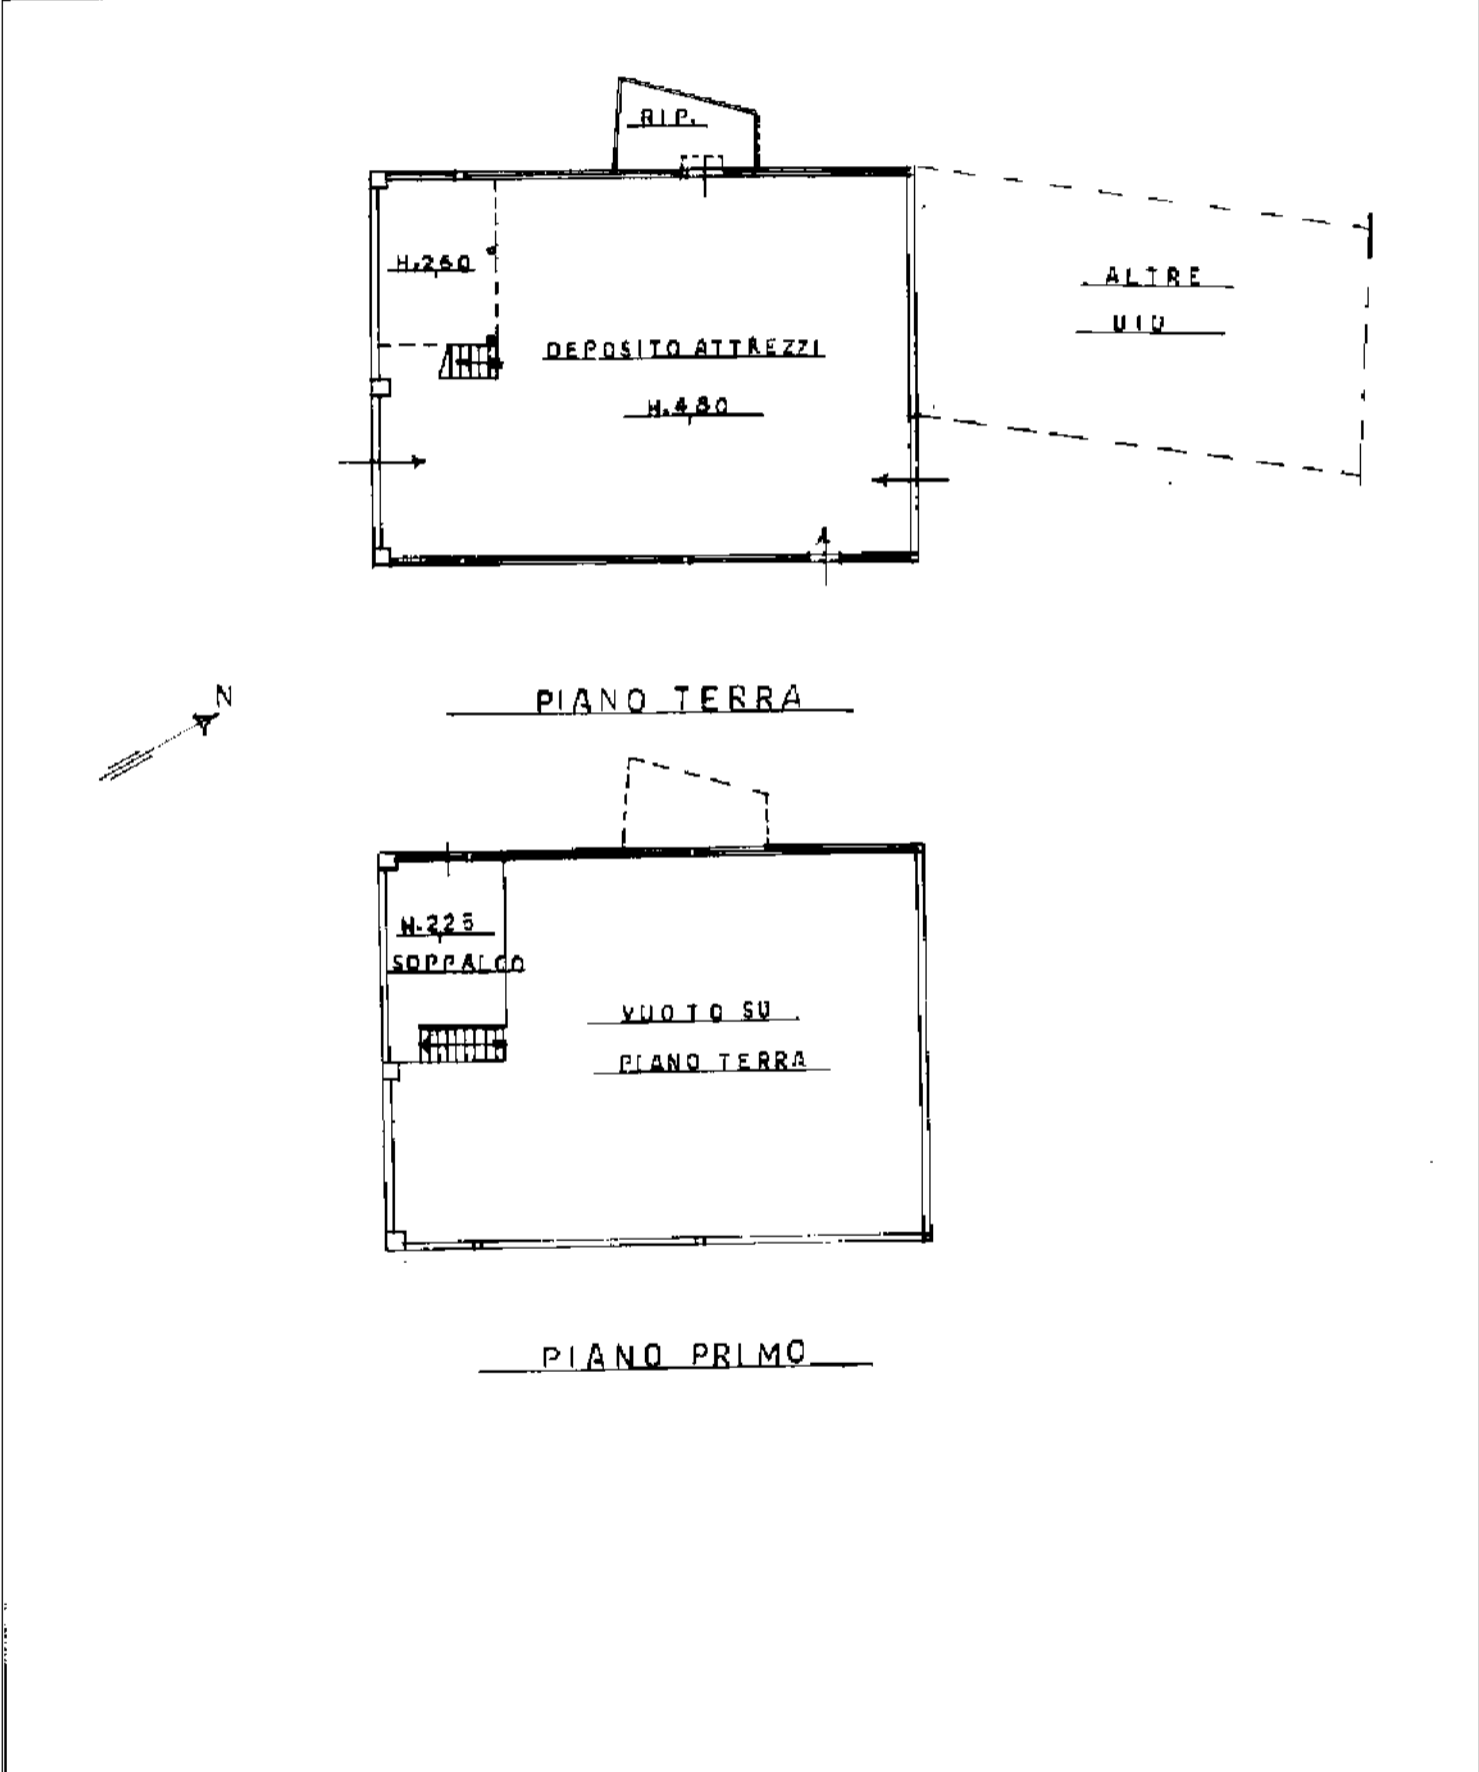 RIP.
H.260
ALTRE
UIU
DEPOSITO ATTREZZI
H.480
N
PIANO TERRA
H.225
SOPPALCO
VUOTO SU
PIANO TERRA
PIANO PRIMO